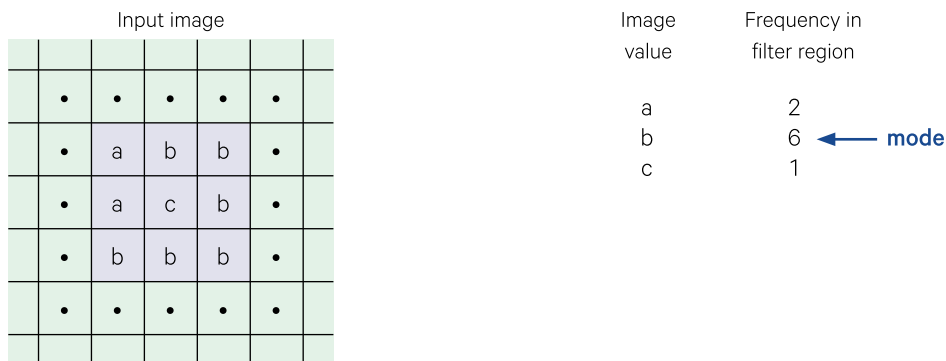 Input image
a b b
a c b
b b b
Image value
Frequency in filter region
a 2
b 6 mode
c 1